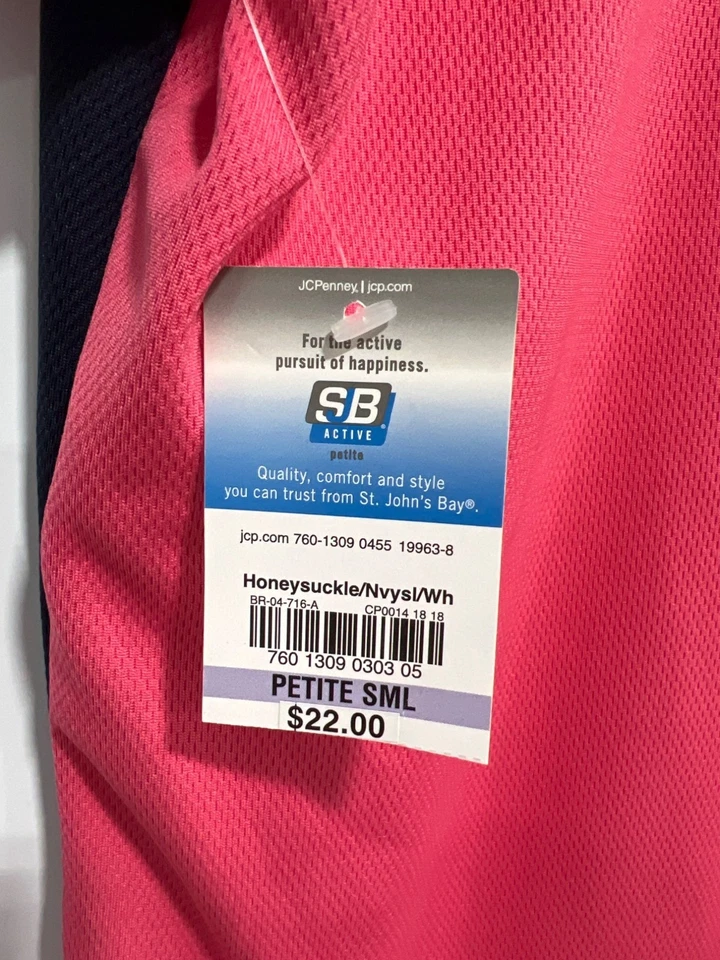 JCPenney | jcp.com
For the active
pursuit of happiness.
SJB
ACTIVE®
petite
Quality, comfort and style
you can trust from St. John's Bay®.
jcp.com 760-1309 0455 19963-8
Honeysuckle/Nvysl/Wh
BR-04-716-A CP0014 18 18
760 1309 0303 05
PETITE SML
$22.00